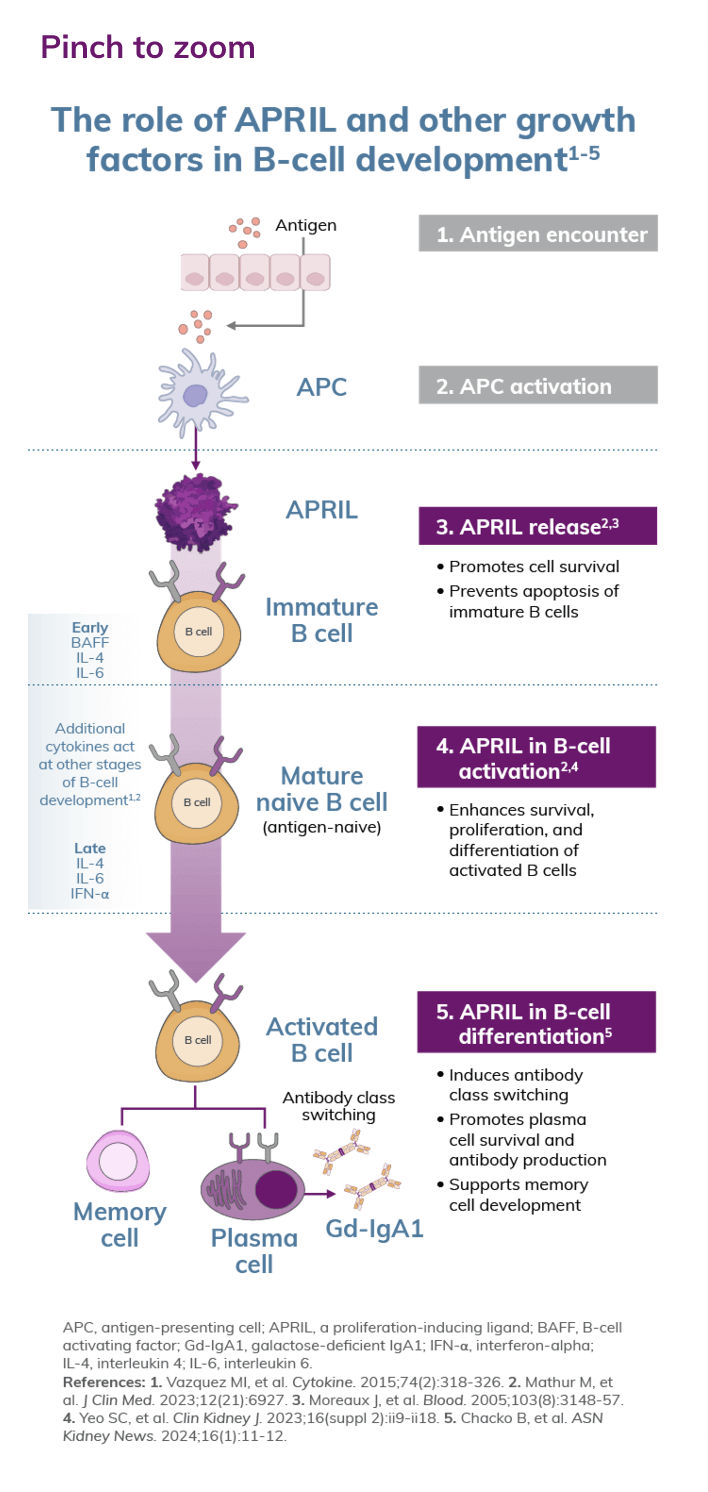 Pinch to zoom
The role of APRIL and other growth
factors in B-cell development¹⁻⁵
Antigen
1. Antigen encounter
APC
2. APC activation
APRIL
3. APRIL release²,³
• Promotes cell survival
• Prevents apoptosis of
immature B cells
Immature
B cell
B cell
Early
BAFF
IL-4
IL-6
Additional
cytokines act
at other stages
of B-cell
development¹,²
Late
IL-4
IL-6
IFN-α
B cell
Mature
naive B cell
(antigen-naive)
4. APRIL in B-cell
activation²,⁴
• Enhances survival,
proliferation, and
differentiation of
activated B cells
B cell
Activated
B cell
5. APRIL in B-cell
differentiation⁵
• Induces antibody
class switching
• Promotes plasma
cell survival and
antibody production
• Supports memory
cell development
Antibody class
switching
Memory
cell
Plasma
cell
Gd-IgA1
APC, antigen-presenting cell; APRIL, a proliferation-inducing ligand; BAFF, B-cell
activating factor; Gd-IgA1, galactose-deficient IgA1; IFN-α, interferon-alpha;
IL-4, interleukin 4; IL-6, interleukin 6.
References: 1. Vazquez MI, et al. Cytokine. 2015;74(2):318-326. 2. Mathur M, et
al. J Clin Med. 2023;12(21):6927. 3. Moreaux J, et al. Blood. 2005;103(8):3148-57.
4. Yeo SC, et al. Clin Kidney J. 2023;16(suppl 2):ii9-ii18. 5. Chacko B, et al. ASN
Kidney News. 2024;16(1):11-12.